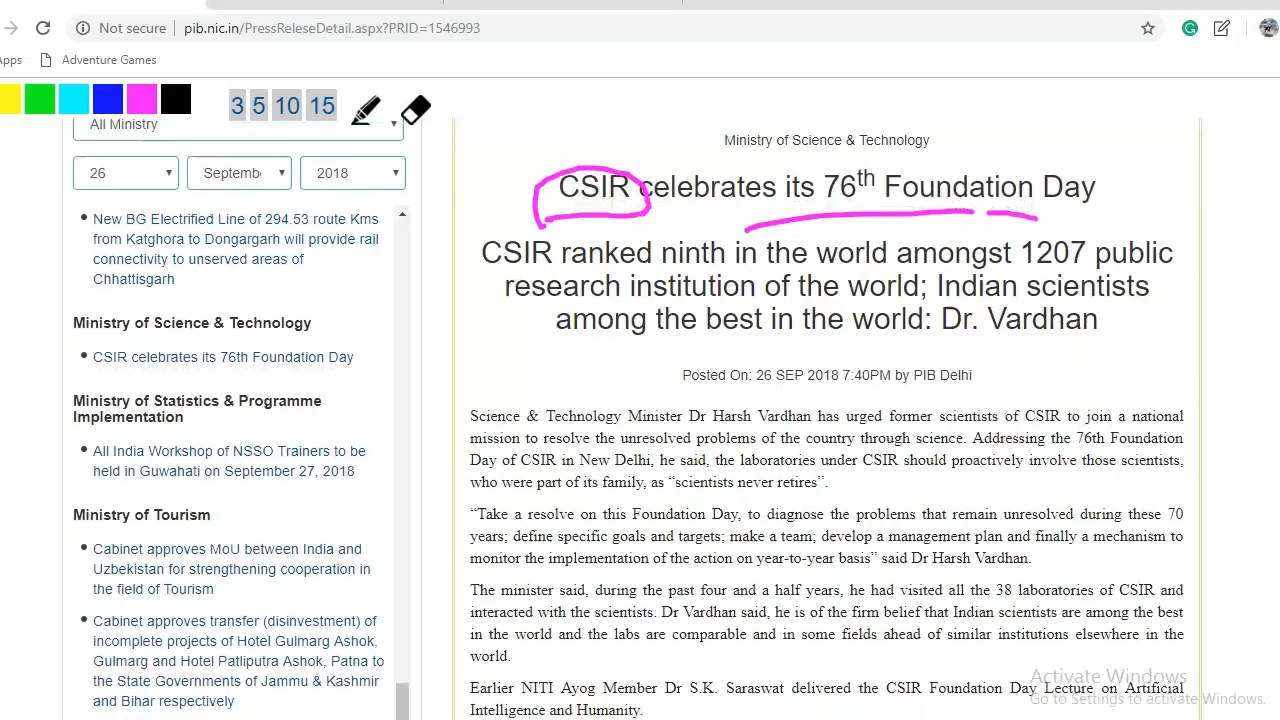 Not secure pib.nic.in/PressReleseDetail.aspx?PRID=1546993
Apps Adventure Games
3 5 10 15
All Ministry
26 Septemb 2018
New BG Electrified Line of 294.53 route Kms
from Katghora to Dongargarh will provide rail
connectivity to unserved areas of
Chhattisgarh
Ministry of Science & Technology
CSIR celebrates its 76th Foundation Day
Ministry of Statistics & Programme
Implementation
All India Workshop of NSSO Trainers to be
held in Guwahati on September 27, 2018
Ministry of Tourism
Cabinet approves MoU between India and
Uzbekistan for strengthening cooperation in
the field of Tourism
Cabinet approves transfer (disinvestment) of
incomplete projects of Hotel Gulmarg Ashok,
Gulmarg and Hotel Patliputra Ashok, Patna to
the State Governments of Jammu & Kashmir
and Bihar respectively
Ministry of Science & Technology
CSIR celebrates its 76th Foundation Day
CSIR ranked ninth in the world amongst 1207 public
research institution of the world; Indian scientists
among the best in the world: Dr. Vardhan
Posted On: 26 SEP 2018 7:40PM by PIB Delhi
Science & Technology Minister Dr Harsh Vardhan has urged former scientists of CSIR to join a national
mission to resolve the unresolved problems of the country through science. Addressing the 76th Foundation
Day of CSIR in New Delhi, he said, the laboratories under CSIR should proactively involve those scientists,
who were part of its family, as “scientists never retires”.
“Take a resolve on this Foundation Day, to diagnose the problems that remain unresolved during these 70
years; define specific goals and targets; make a team; develop a management plan and finally a mechanism to
monitor the implementation of the action on year-to-year basis” said Dr Harsh Vardhan.
The minister said, during the past four and a half years, he had visited all the 38 laboratories of CSIR and
interacted with the scientists. Dr Vardhan said, he is of the firm belief that Indian scientists are among the best
in the world and the labs are comparable and in some fields ahead of similar institutions elsewhere in the
world.
Earlier NITI Ayog Member Dr S.K. Saraswat delivered the CSIR Foundation Day Lecture on Artificial
Intelligence and Humanity.
Activate Windows
Go to Settings to activate Windows.